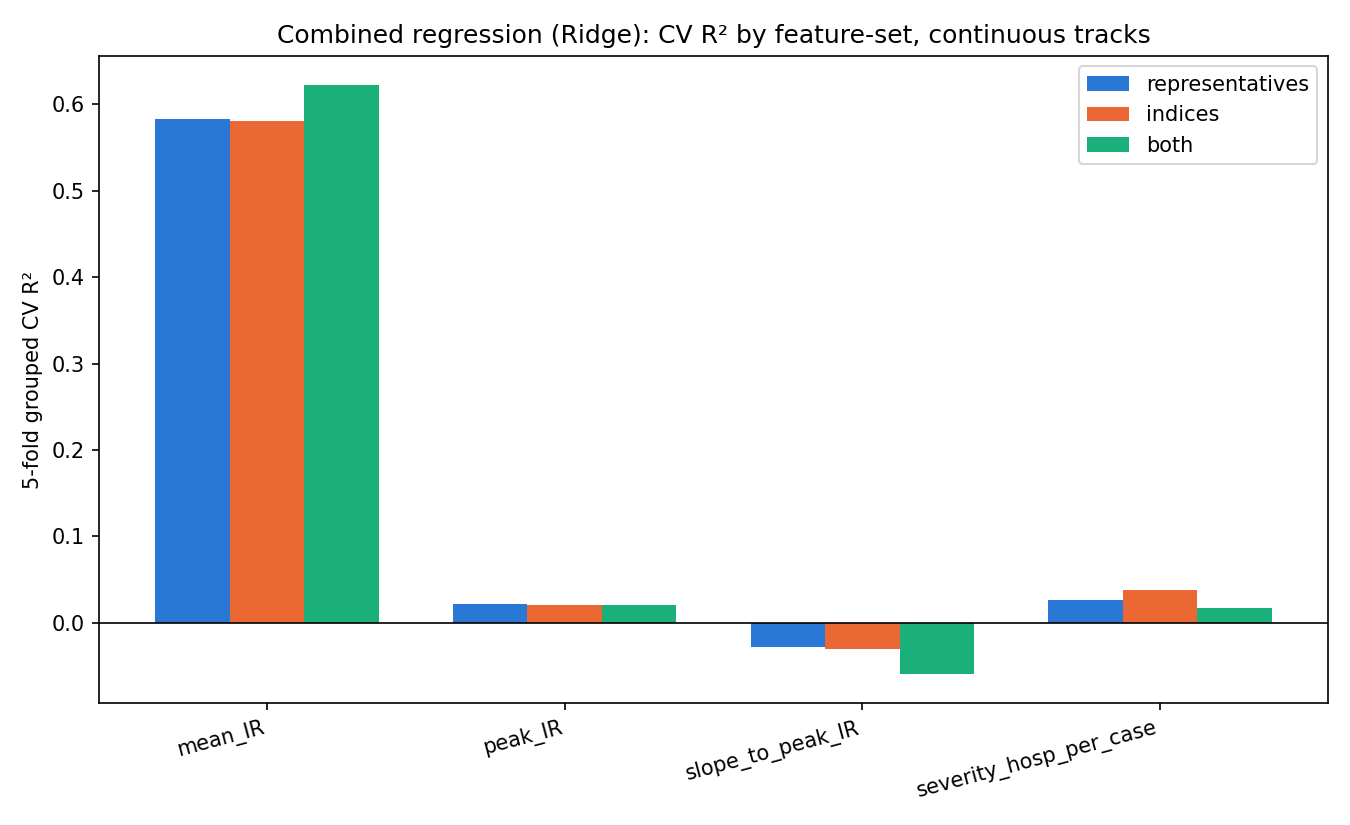 Combined regression (Ridge): CV R² by feature-set, continuous tracks
representatives
indices
both
5-fold grouped CV R²
0.6
0.5
0.4
0.3
0.2
0.1
0.0
mean_IR
peak_IR
slope_to_peak_IR
severity_hosp_per_case